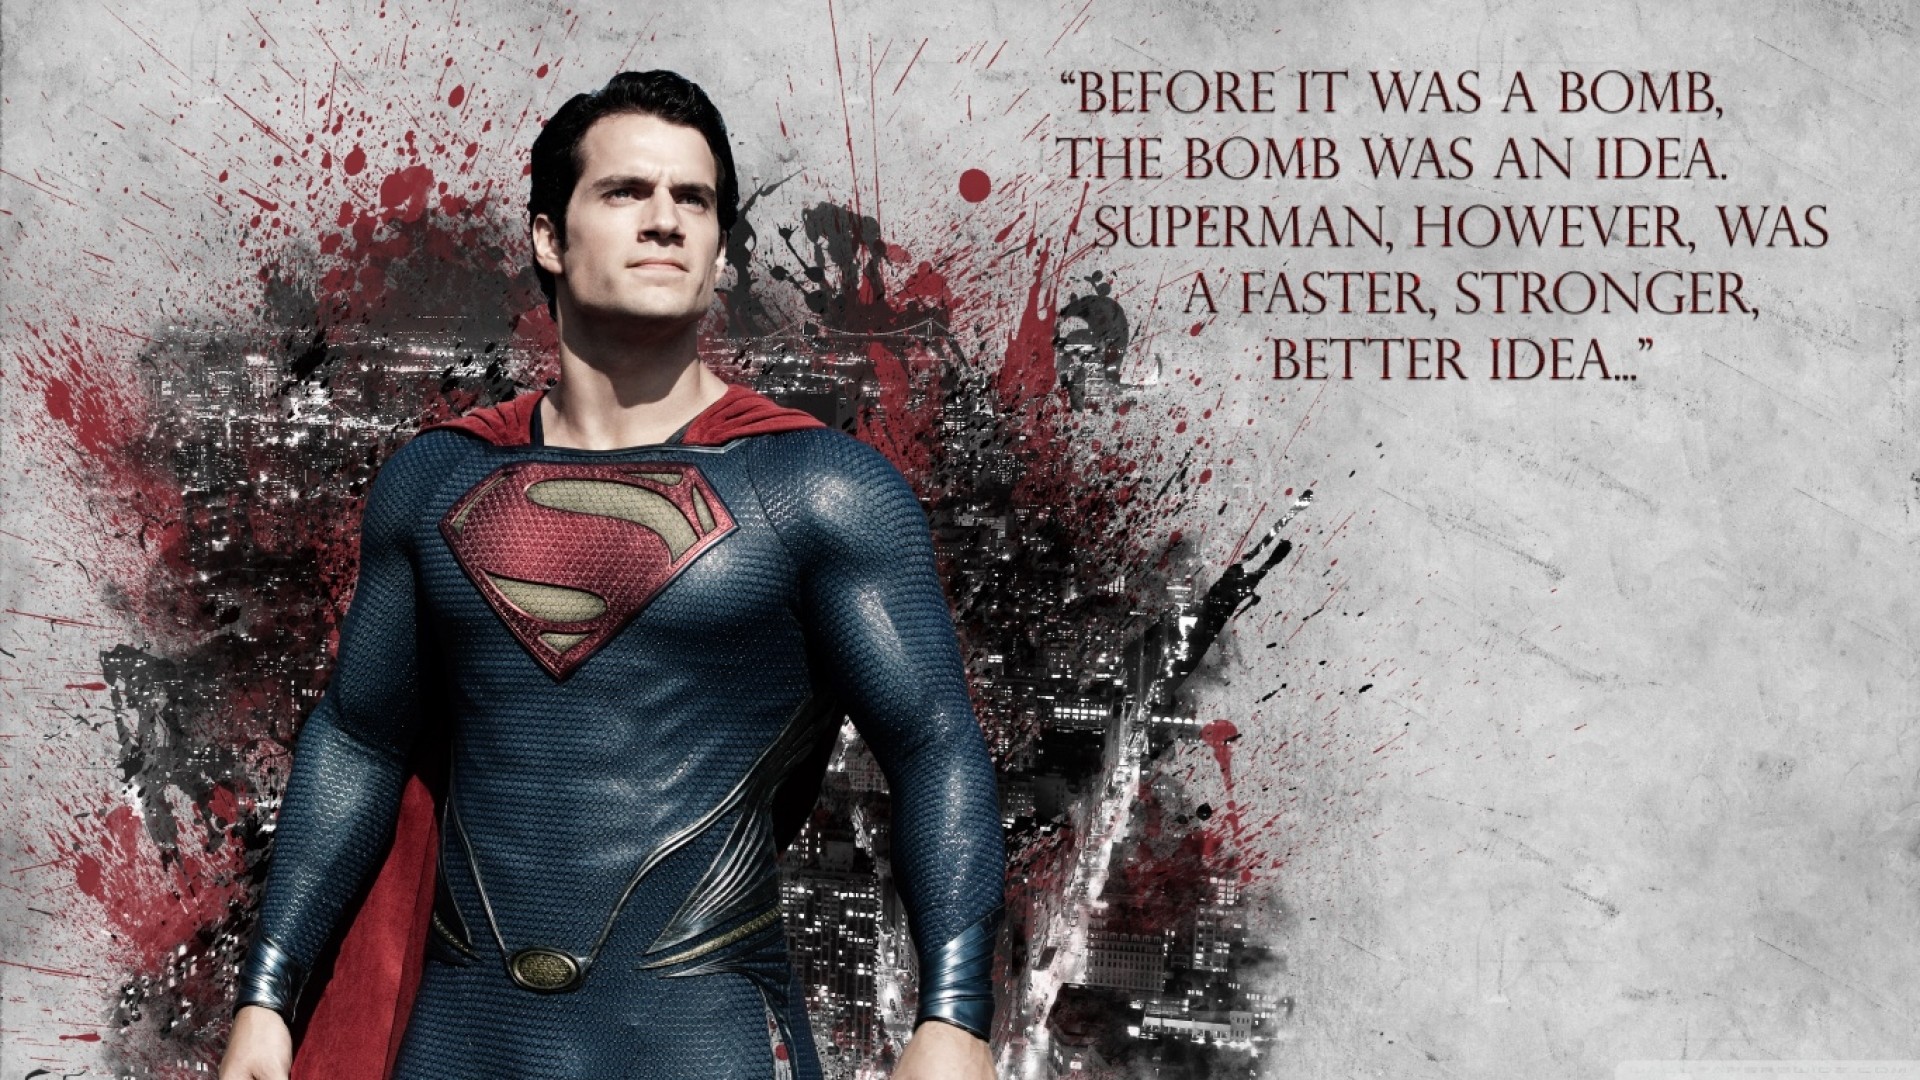 “BEFORE IT WAS A BOMB,
THE BOMB WAS AN IDEA.
SUPERMAN, HOWEVER, WAS
A FASTER, STRONGER,
BETTER IDEA...”